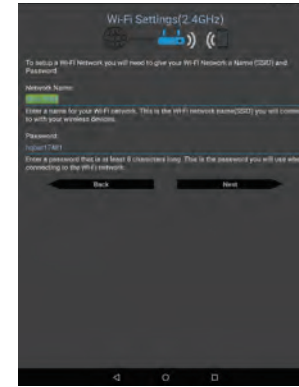 Wi-Fi Settings(2.4GHz)
To setup a Wi-Fi Network you will need to give your Wi-Fi Network a Name (SSID) and
Password
Network Name:
Enter a name for your Wi-Fi network. This is the Wi-Fi network name(SSID) you will conne
to with your wireless devices.
Password:
Enter a password that is at least 8 characters long. This is the password you will use whe
connecting to the Wi-Fi network.
Back
Next